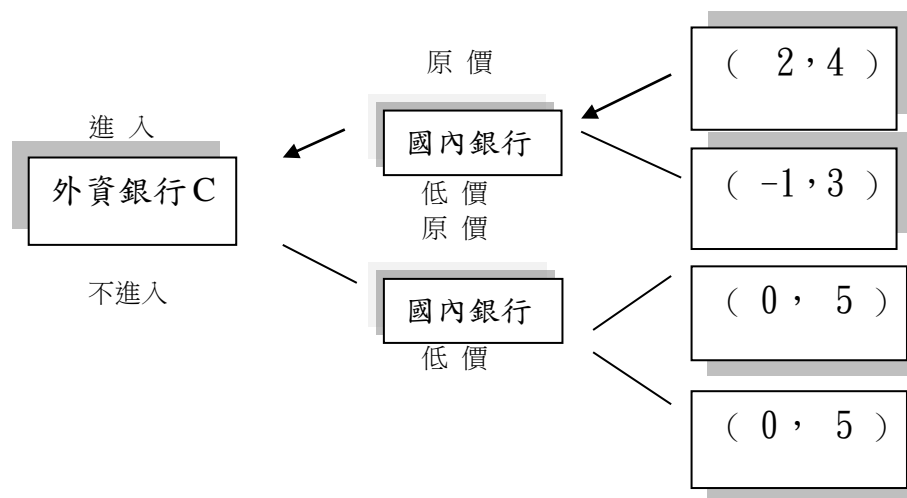 原 價
( 2,4 )
進 入
國內銀行
外資銀行C
( -1,3 )
低 價
原 價
不進入
國內銀行
( 0, 5 )
低 價
( 0, 5 )